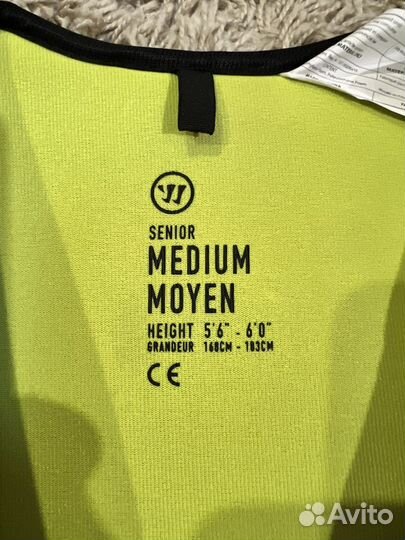 SENIOR
MEDIUM
MOYEN
HEIGHT 5'6" - 6'0"
GRANDEUR 168CM - 183CM
CE
Avito